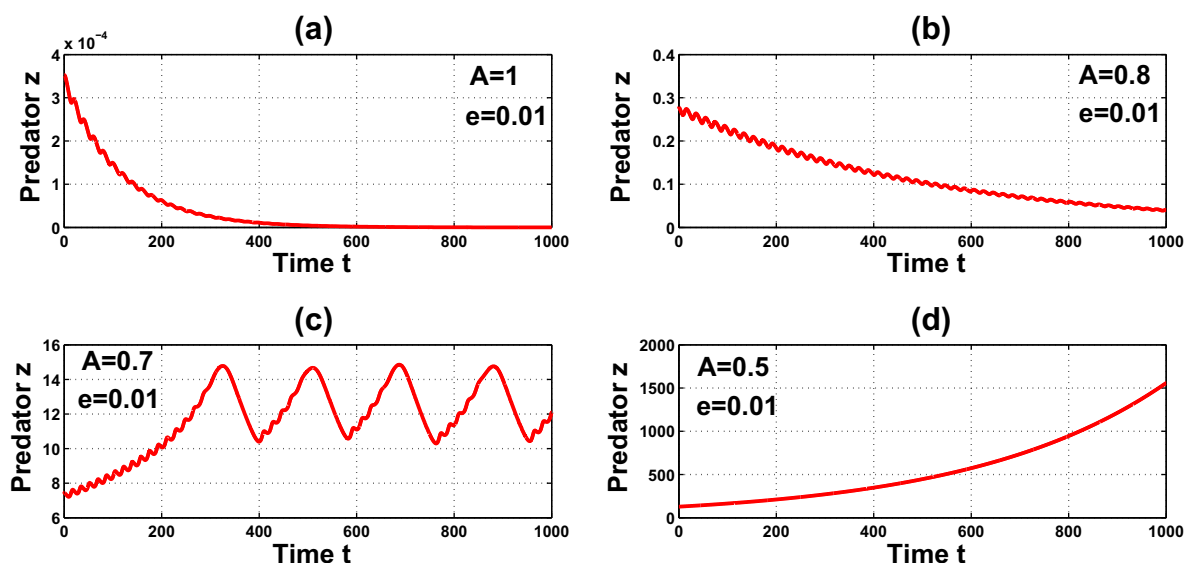 (a)
x 10⁻⁴
Predator z
4
3
2
1
0
A=1
e=0.01
0 200 400 600 800 1000
Time t
(b)
Predator z
0.4
0.3
0.2
0.1
0
A=0.8
e=0.01
0 200 400 600 800 1000
Time t
(c)
Predator z
16
14
12
10
8
6
A=0.7
e=0.01
0 200 400 600 800 1000
Time t
(d)
Predator z
2000
1500
1000
500
0
A=0.5
e=0.01
0 200 400 600 800 1000
Time t